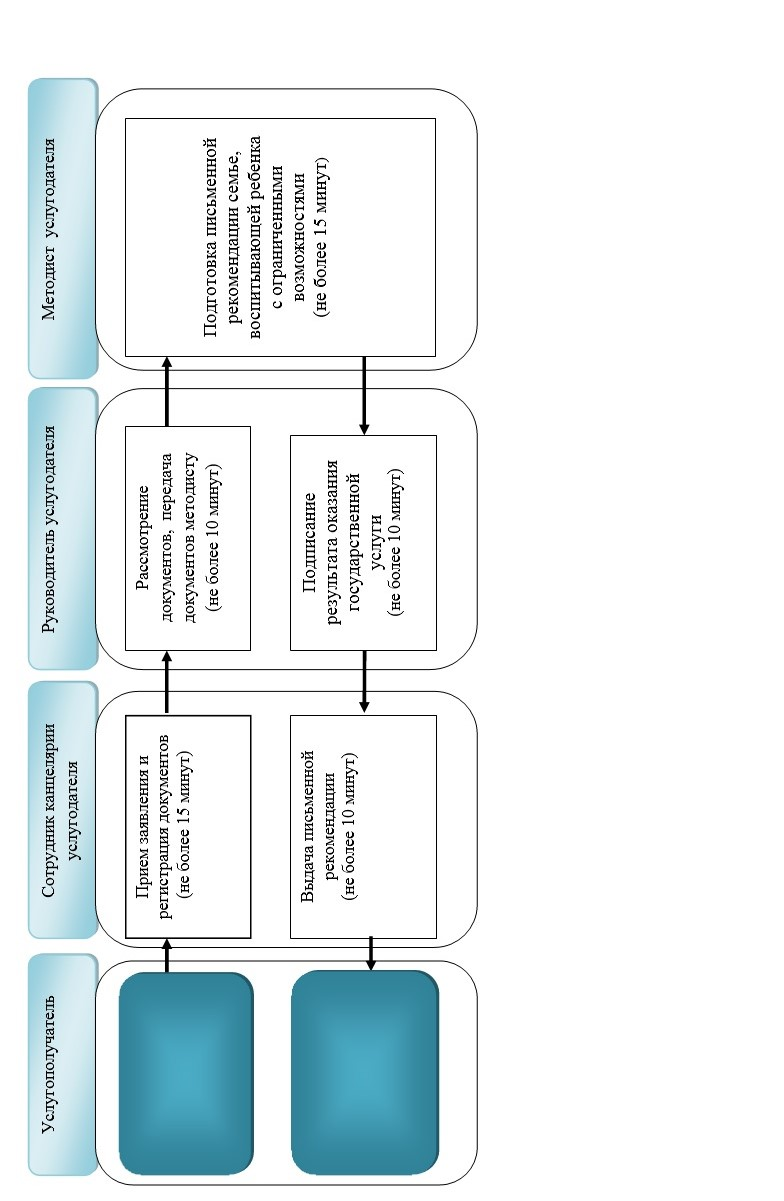 Услугополучатель
Сотрудник канцелярии
услугодателя
Руководитель услугодателя
Методист  услугодателя
Прием заявления и
регистрация документов
(не более 15 минут)
Рассмотрение
документов,  передача
документов методисту
(не более 10 минут)
Подготовка письменной
рекомендации семье,
воспитывающей ребенка
с ограниченными
возможностями
(не более 15 минут)
Подписание
результата оказания
государственной
услуги
(не более 10 минут)
Выдача письменной
рекомендации
(не более 10 минут)